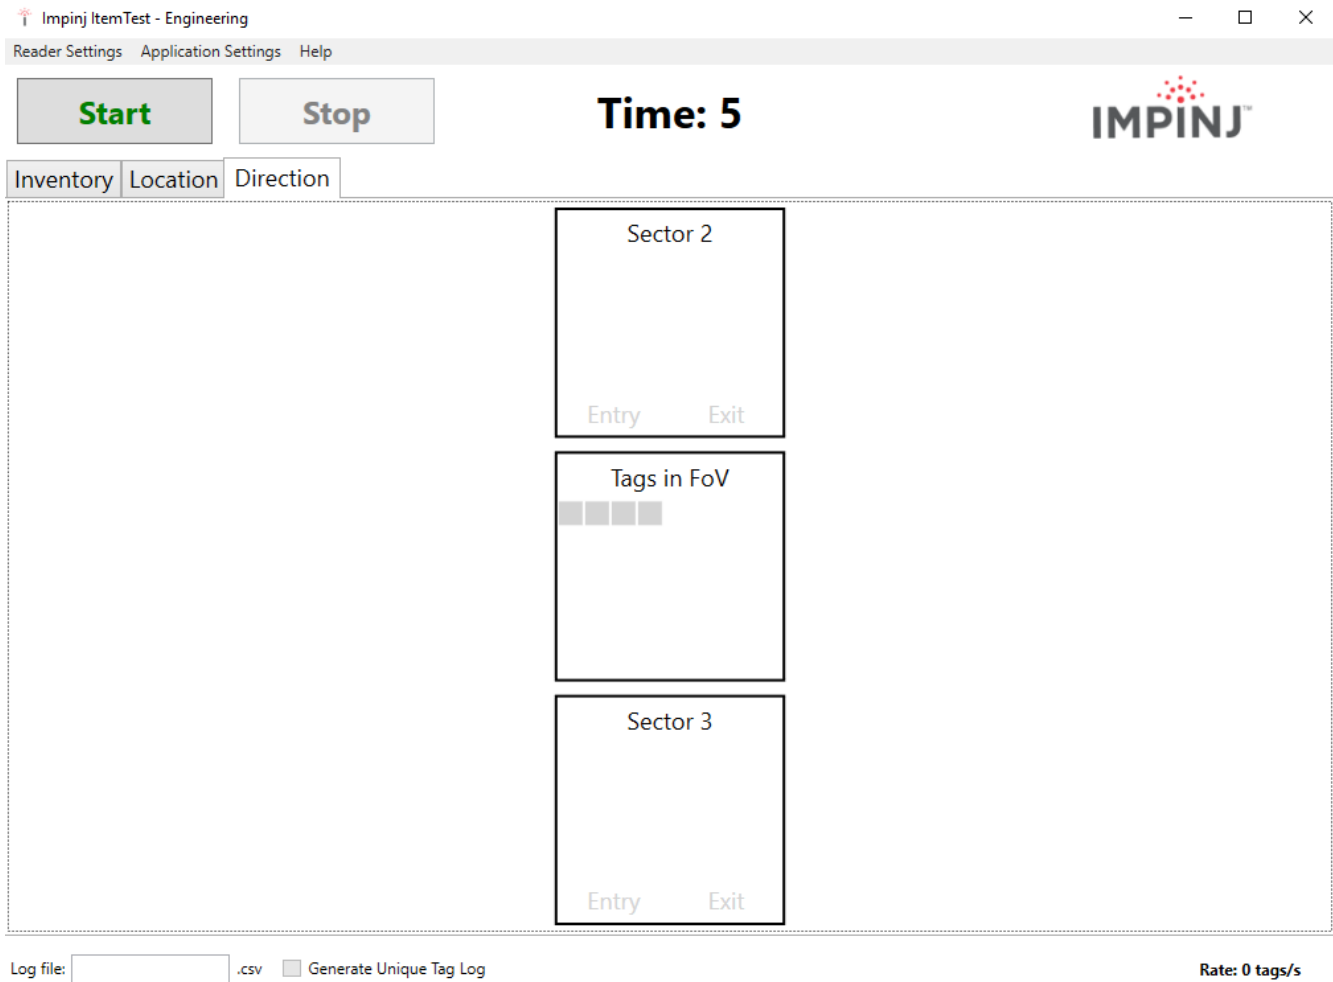 Impinj ItemTest - Engineering
Reader Settings Application Settings Help
Start Stop Time: 5 IMPINJ™
Inventory Location Direction
Sector 2
Entry Exit
Tags in FoV
Sector 3
Entry Exit
Log file: .csv Generate Unique Tag Log Rate: 0 tags/s